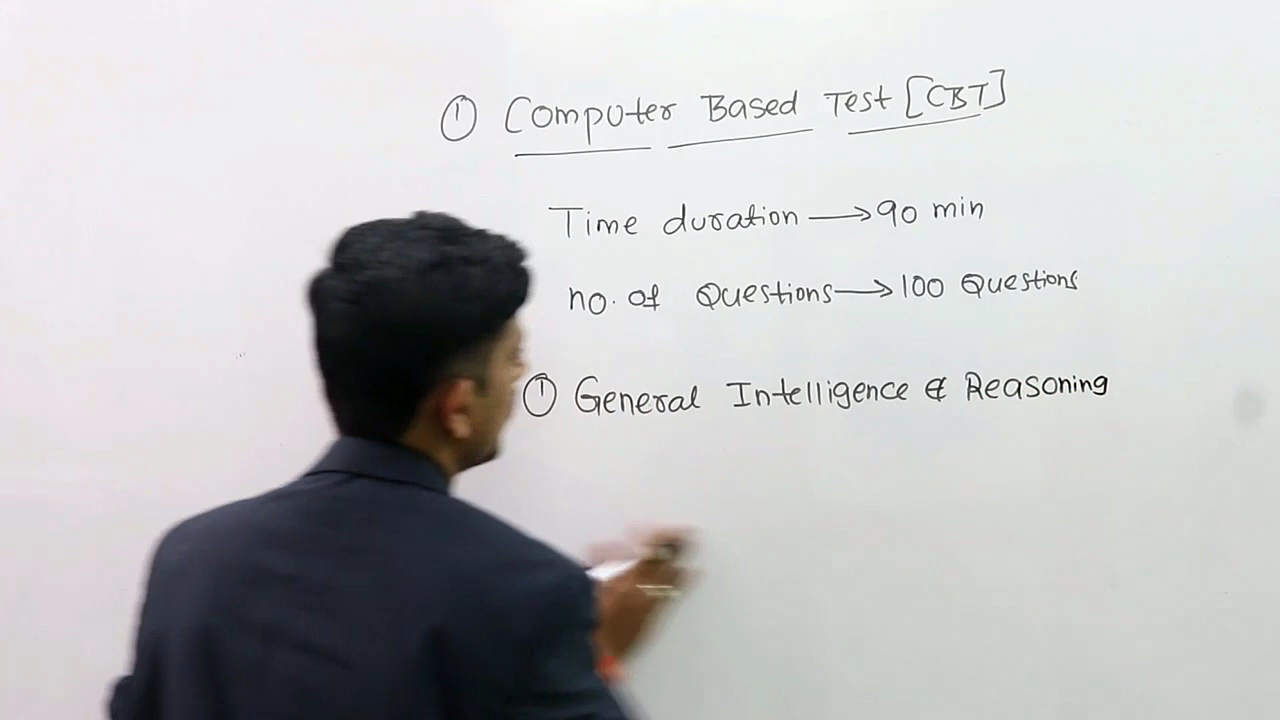 ① Computer Based Test [CBT]
Time duration → 90 min
no. of Questions → 100 Questions
① General Intelligence & Reasoning